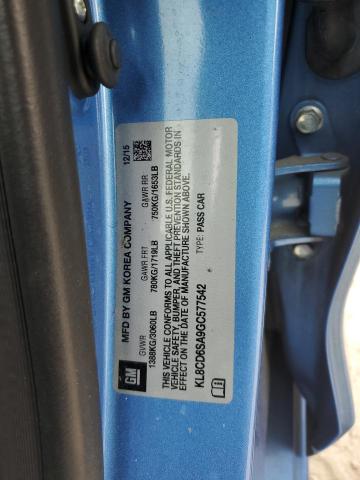 MFD BY GM KOREA COMPANY 12/15
GVWR GAWR FRT GAWR RR
1388KG/3060LB 780KG/1719LB 750KG/1653LB
THIS VEHICLE CONFORMS TO ALL APPLICABLE U.S. FEDERAL MOTOR
VEHICLE SAFETY, BUMPER, AND THEFT PREVENTION STANDARDS IN
EFFECT ON THE DATE OF MANUFACTURE SHOWN ABOVE.
KL8CD6SA9GC577542 TYPE: PASS CAR
GM